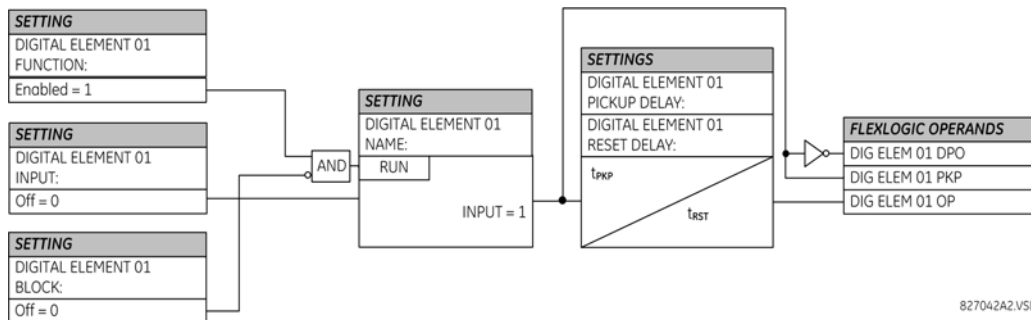 SETTING
DIGITAL ELEMENT 01
FUNCTION:
Enabled = 1
SETTING
DIGITAL ELEMENT 01
INPUT:
Off = 0
SETTING
DIGITAL ELEMENT 01
BLOCK:
Off = 0
AND
SETTING
DIGITAL ELEMENT 01
NAME:
RUN
INPUT = 1
SETTINGS
DIGITAL ELEMENT 01
PICKUP DELAY:
DIGITAL ELEMENT 01
RESET DELAY:
tPKP
tRST
FLEXLOGIC OPERANDS
DIG ELEM 01 DPO
DIG ELEM 01 PKP
DIG ELEM 01 OP